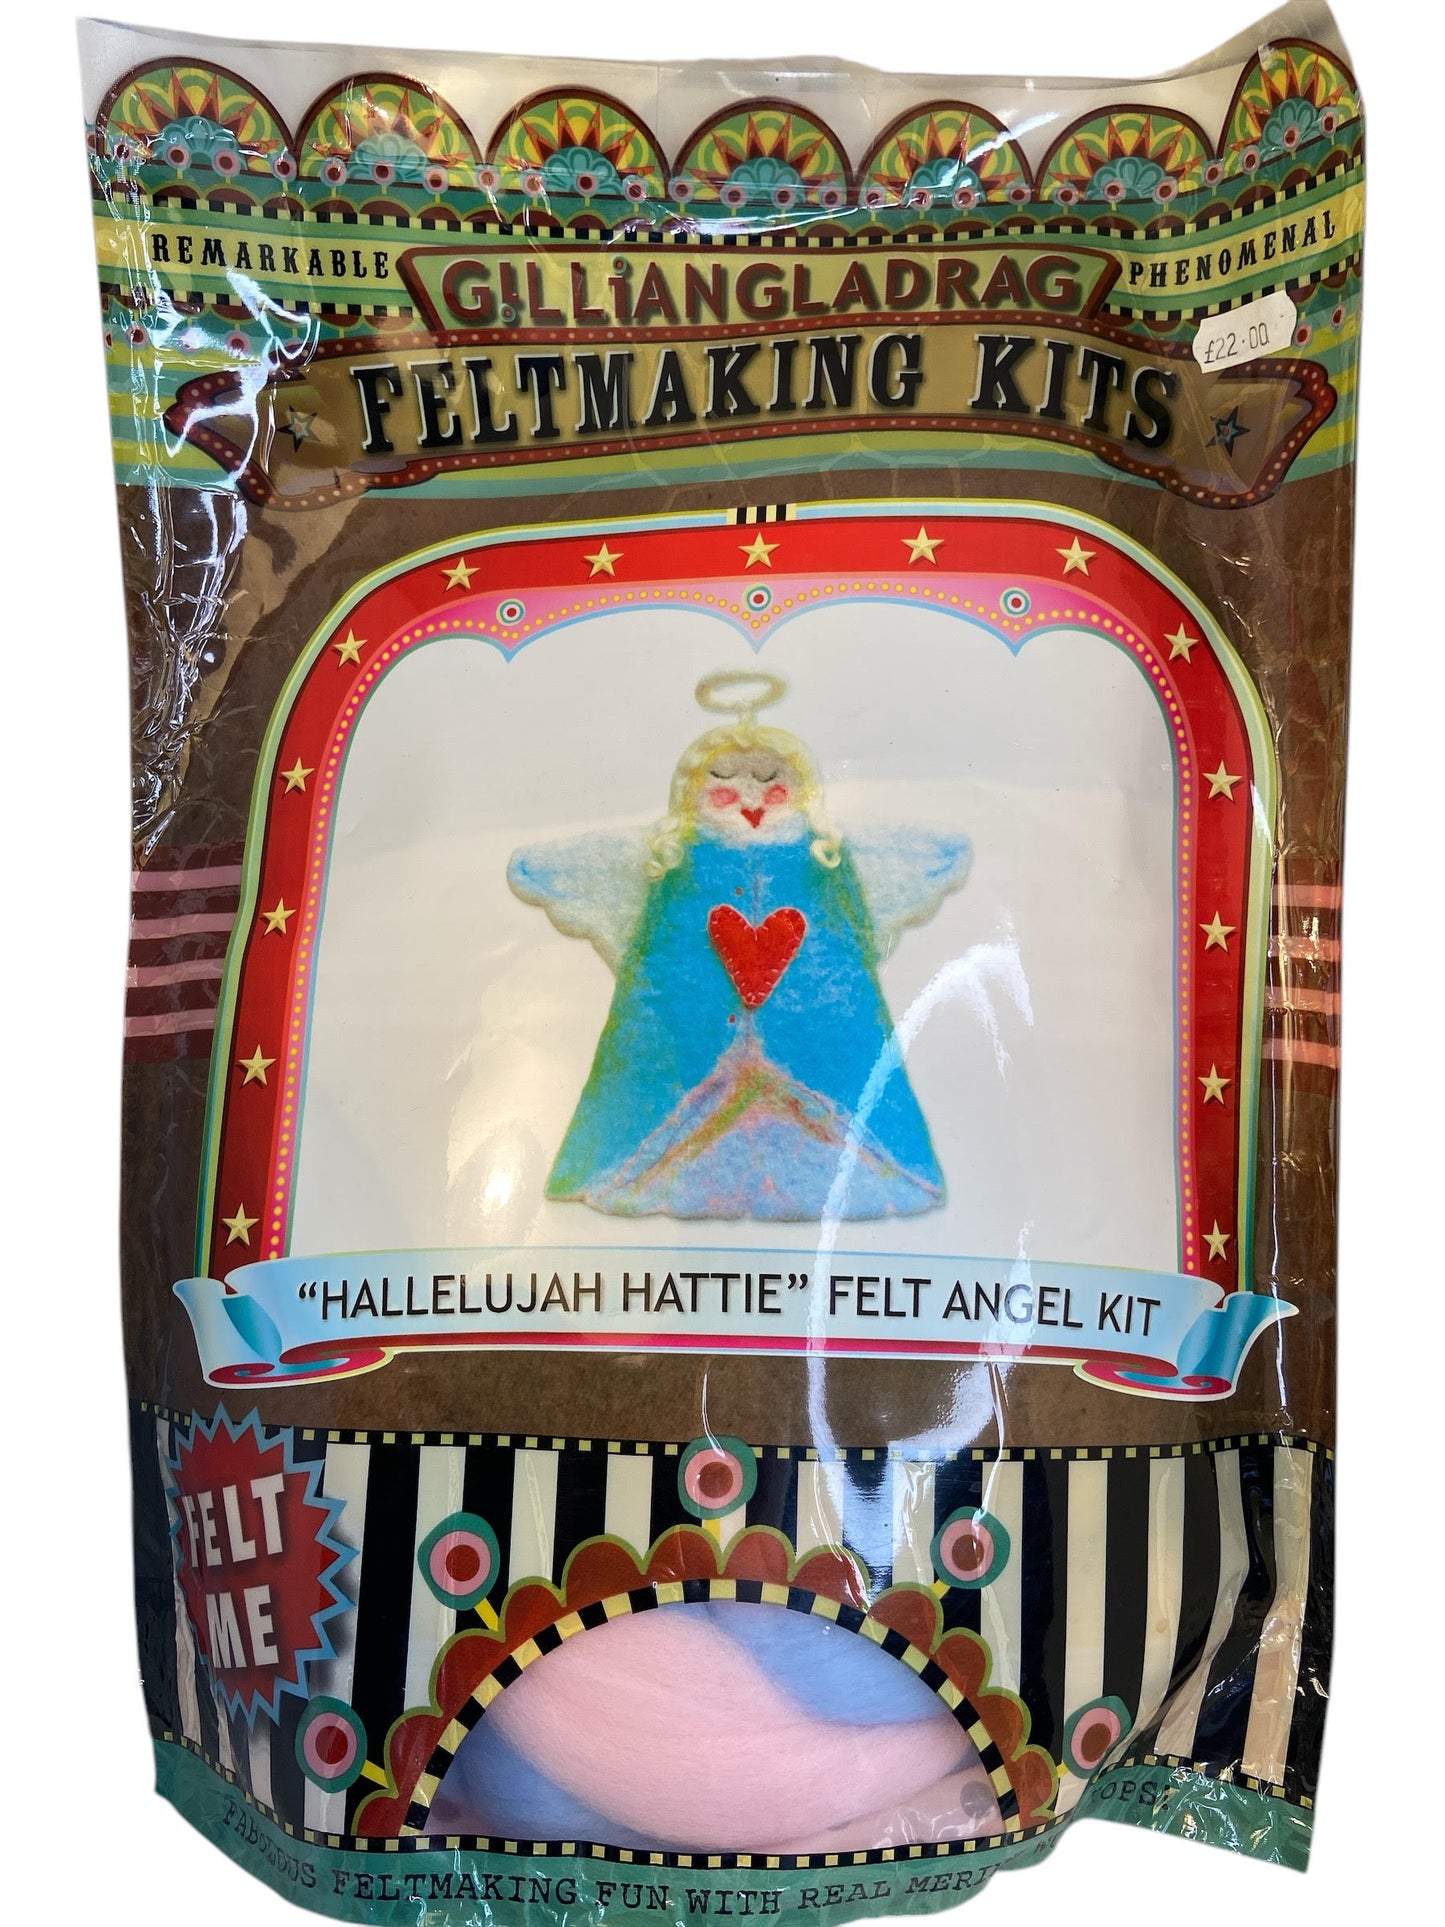 REMARKABLE
GiLLiANGLADRAG
PHENOMENAL
£22.00
FELTMAKING KITS
"HALLELUJAH HATTIE" FELT ANGEL KIT
FELT
ME
FABULOUS FELTMAKING FUN WITH REAL